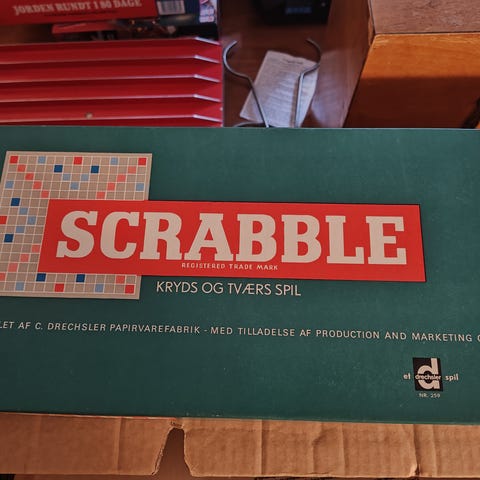 JORDEN RUNDT I 80 DAGE
SCRABBLE
REGISTERED TRADE MARK
KRYDS OG TVÆRS SPIL
LET AF C. DRECHSLER PAPIRVAREFABRIK - MED TILLADELSE AF PRODUCTION AND MARKETING
et d drechsler spil
NR. 259